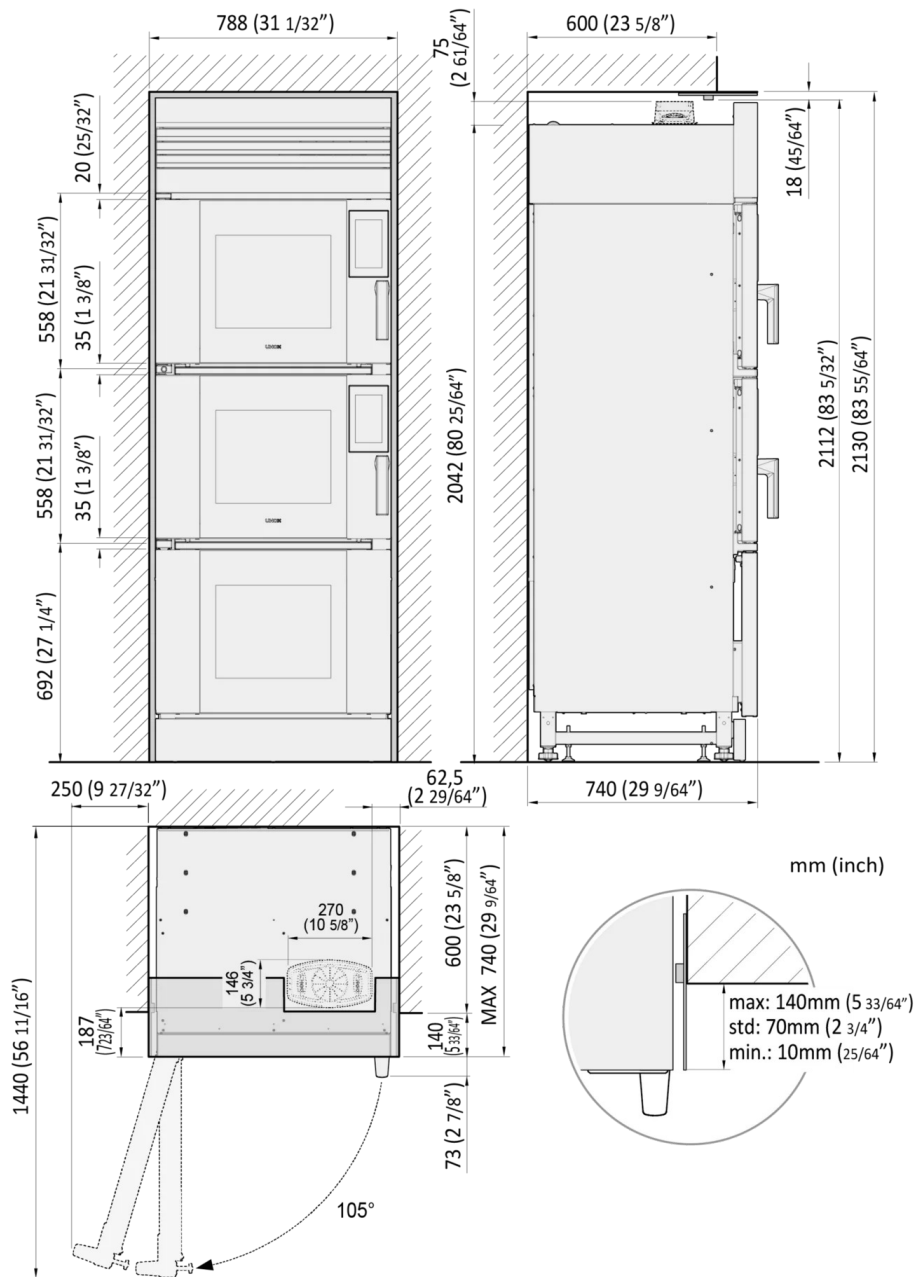 788 (31 1/32”)
600 (23 5/8”)
75
(2 61/64”)
20 (25/32”)
18 (45/64”)
558 (21 31/32”)
35 (1 3/8”)
UNOX
558 (21 31/32”)
35 (1 3/8”)
UNOX
692 (27 1/4”)
2042 (80 25/64”)
2112 (83 5/32”)
2130 (83 55/64”)
740 (29 9/64”)
250 (9 27/32”)
62,5
(2 29/64”)
270
(10 5/8”)
146
(5 3/4”)
187
(7 23/64”)
600 (23 5/8”)
MAX 740 (29 9/64”)
140
(5 33/64”)
73 (2 7/8”)
1440 (56 11/16”)
105°
mm (inch)
max: 140mm (5 33/64”)
std: 70mm (2 3/4”)
min.: 10mm (25/64”)